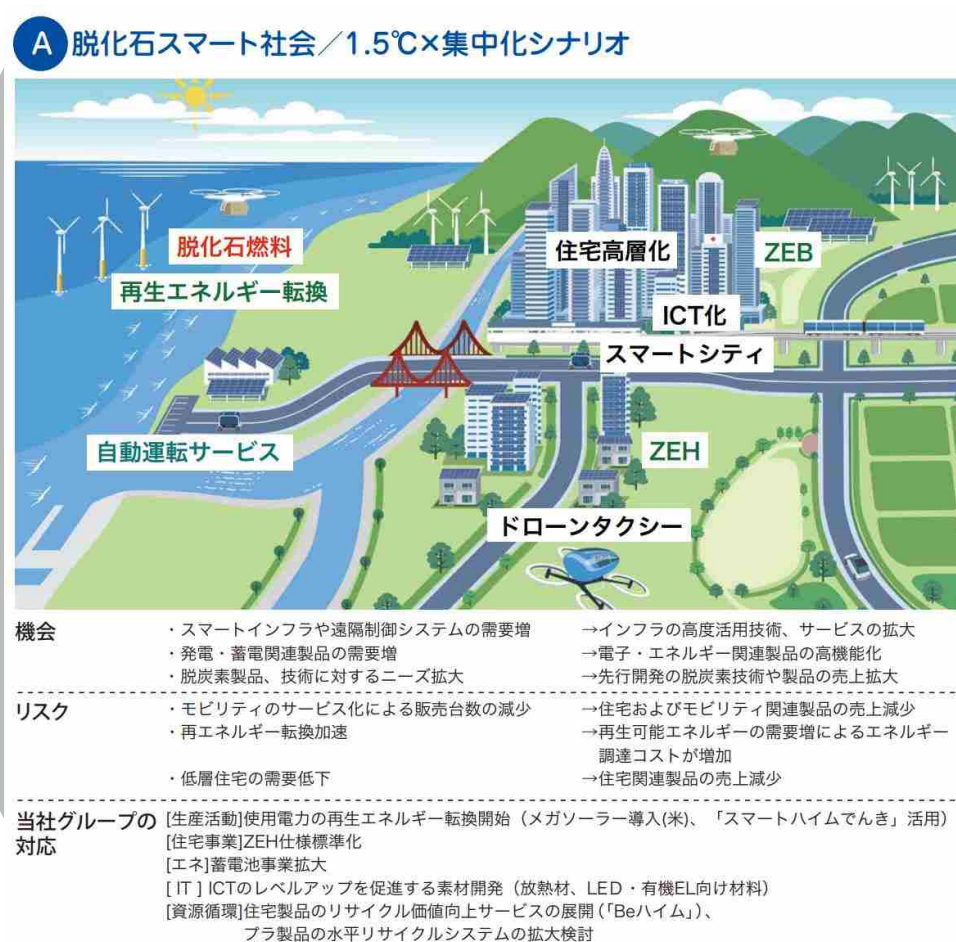 A 脱化石スマート社会/1.5℃×集中化シナリオ
脱化石燃料
再生エネルギー転換
住宅高層化
ZEB
ICT化
スマートシティ
自動運転サービス
ZEH
ドローンタクシー
機会 ・スマートインフラや遠隔制御システムの需要増 →インフラの高度活用技術、サービスの拡大
・発電・蓄電関連製品の需要増 →電子・エネルギー関連製品の高機能化
・脱炭素製品、技術に対するニーズ拡大 →先行開発の脱炭素技術や製品の売上拡大
リスク ・モビリティのサービス化による販売台数の減少 →住宅およびモビリティ関連製品の売上減少
・再エネルギー転換加速 →再生可能エネルギーの需要増によるエネルギー
調達コストが増加
・低層住宅の需要低下 →住宅関連製品の売上減少
当社グループの [生産活動]使用電力の再生エネルギー転換開始(メガソーラー導入(米)、「スマートハイムでんき」活用)
対応 [住宅事業]ZEH仕様標準化
[エネ]蓄電池事業拡大
[ IT ] ICTのレベルアップを促進する素材開発(放熱材、LED・有機EL向け材料)
[資源循環]住宅製品のリサイクル価値向上サービスの展開(「Beハイム」)、
プラ製品の水平リサイクルシステムの拡大検討